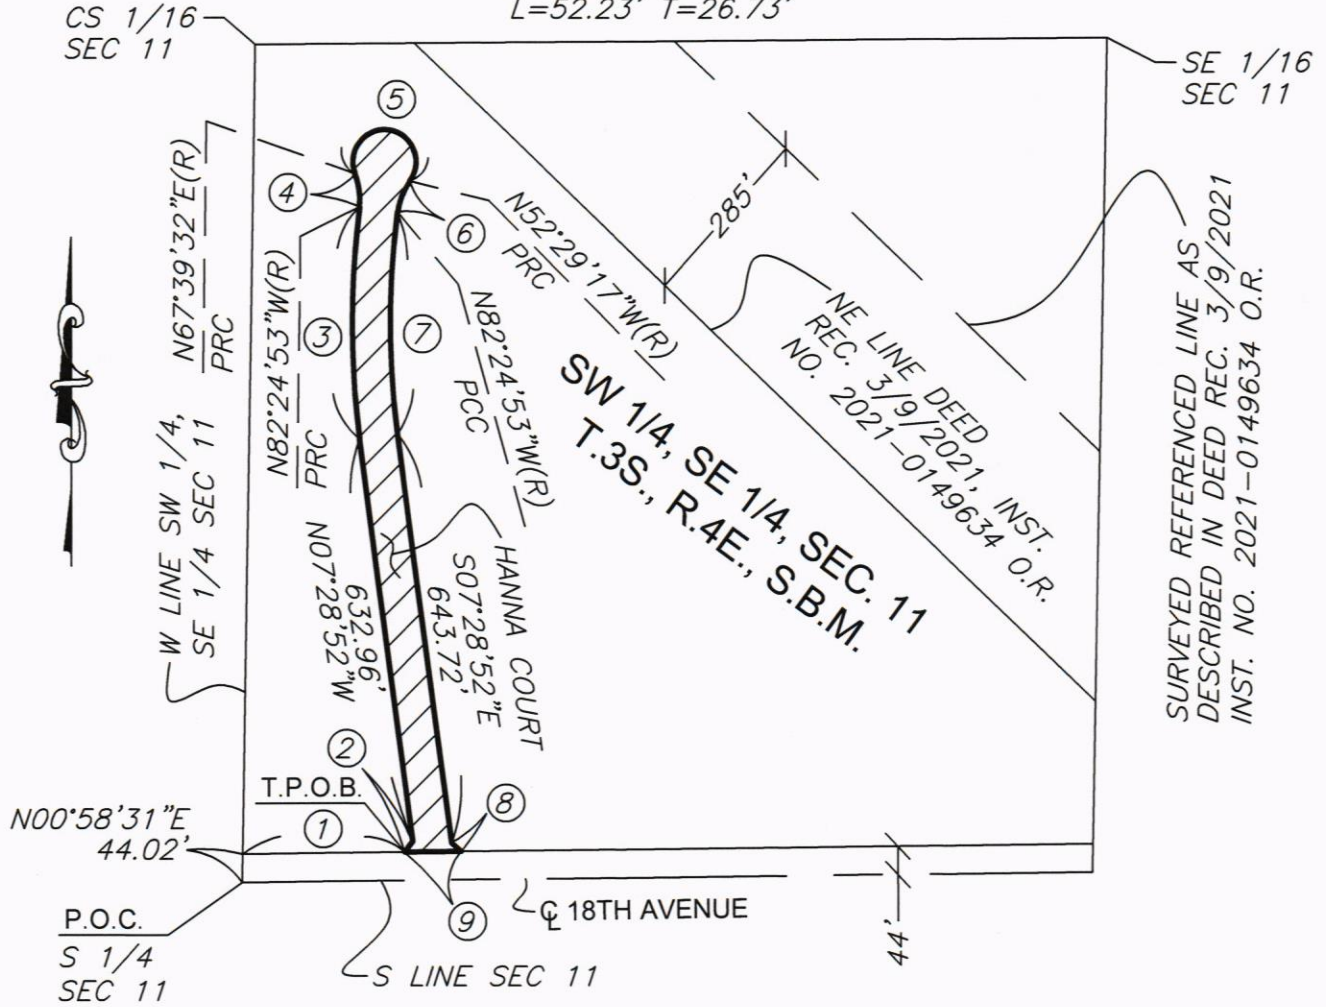 L=52.23' T=26.73'
CS 1/16
SEC 11
SE 1/16
SEC 11
5
N67°39'32"E(R)
PRC
4
6
N52°29'17"W(R)
PRC
285'
N82°24'53"W(R)
PRC
3
7
N82°24'53"W(R)
PCC
NE LINE DEED
REC. 3/9/2021, INST.
NO. 2021-0149634 O.R.
SURVEYED REFERENCED LINE AS
DESCRIBED IN DEED REC. 3/9/2021
INST. NO. 2021-0149634 O.R.
SW 1/4, SE 1/4, SEC. 11
T.3S., R.4E., S.B.M.
W LINE SW 1/4,
SE 1/4 SEC 11
N07°28'52"W
632.96'
HANNA COURT
S07°28'52"E
643.72'
2
T.P.O.B.
8
N00°58'31"E
44.02'
1
P.O.C.
S 1/4
SEC 11
9
℄ 18TH AVENUE
44'
S LINE SEC 11